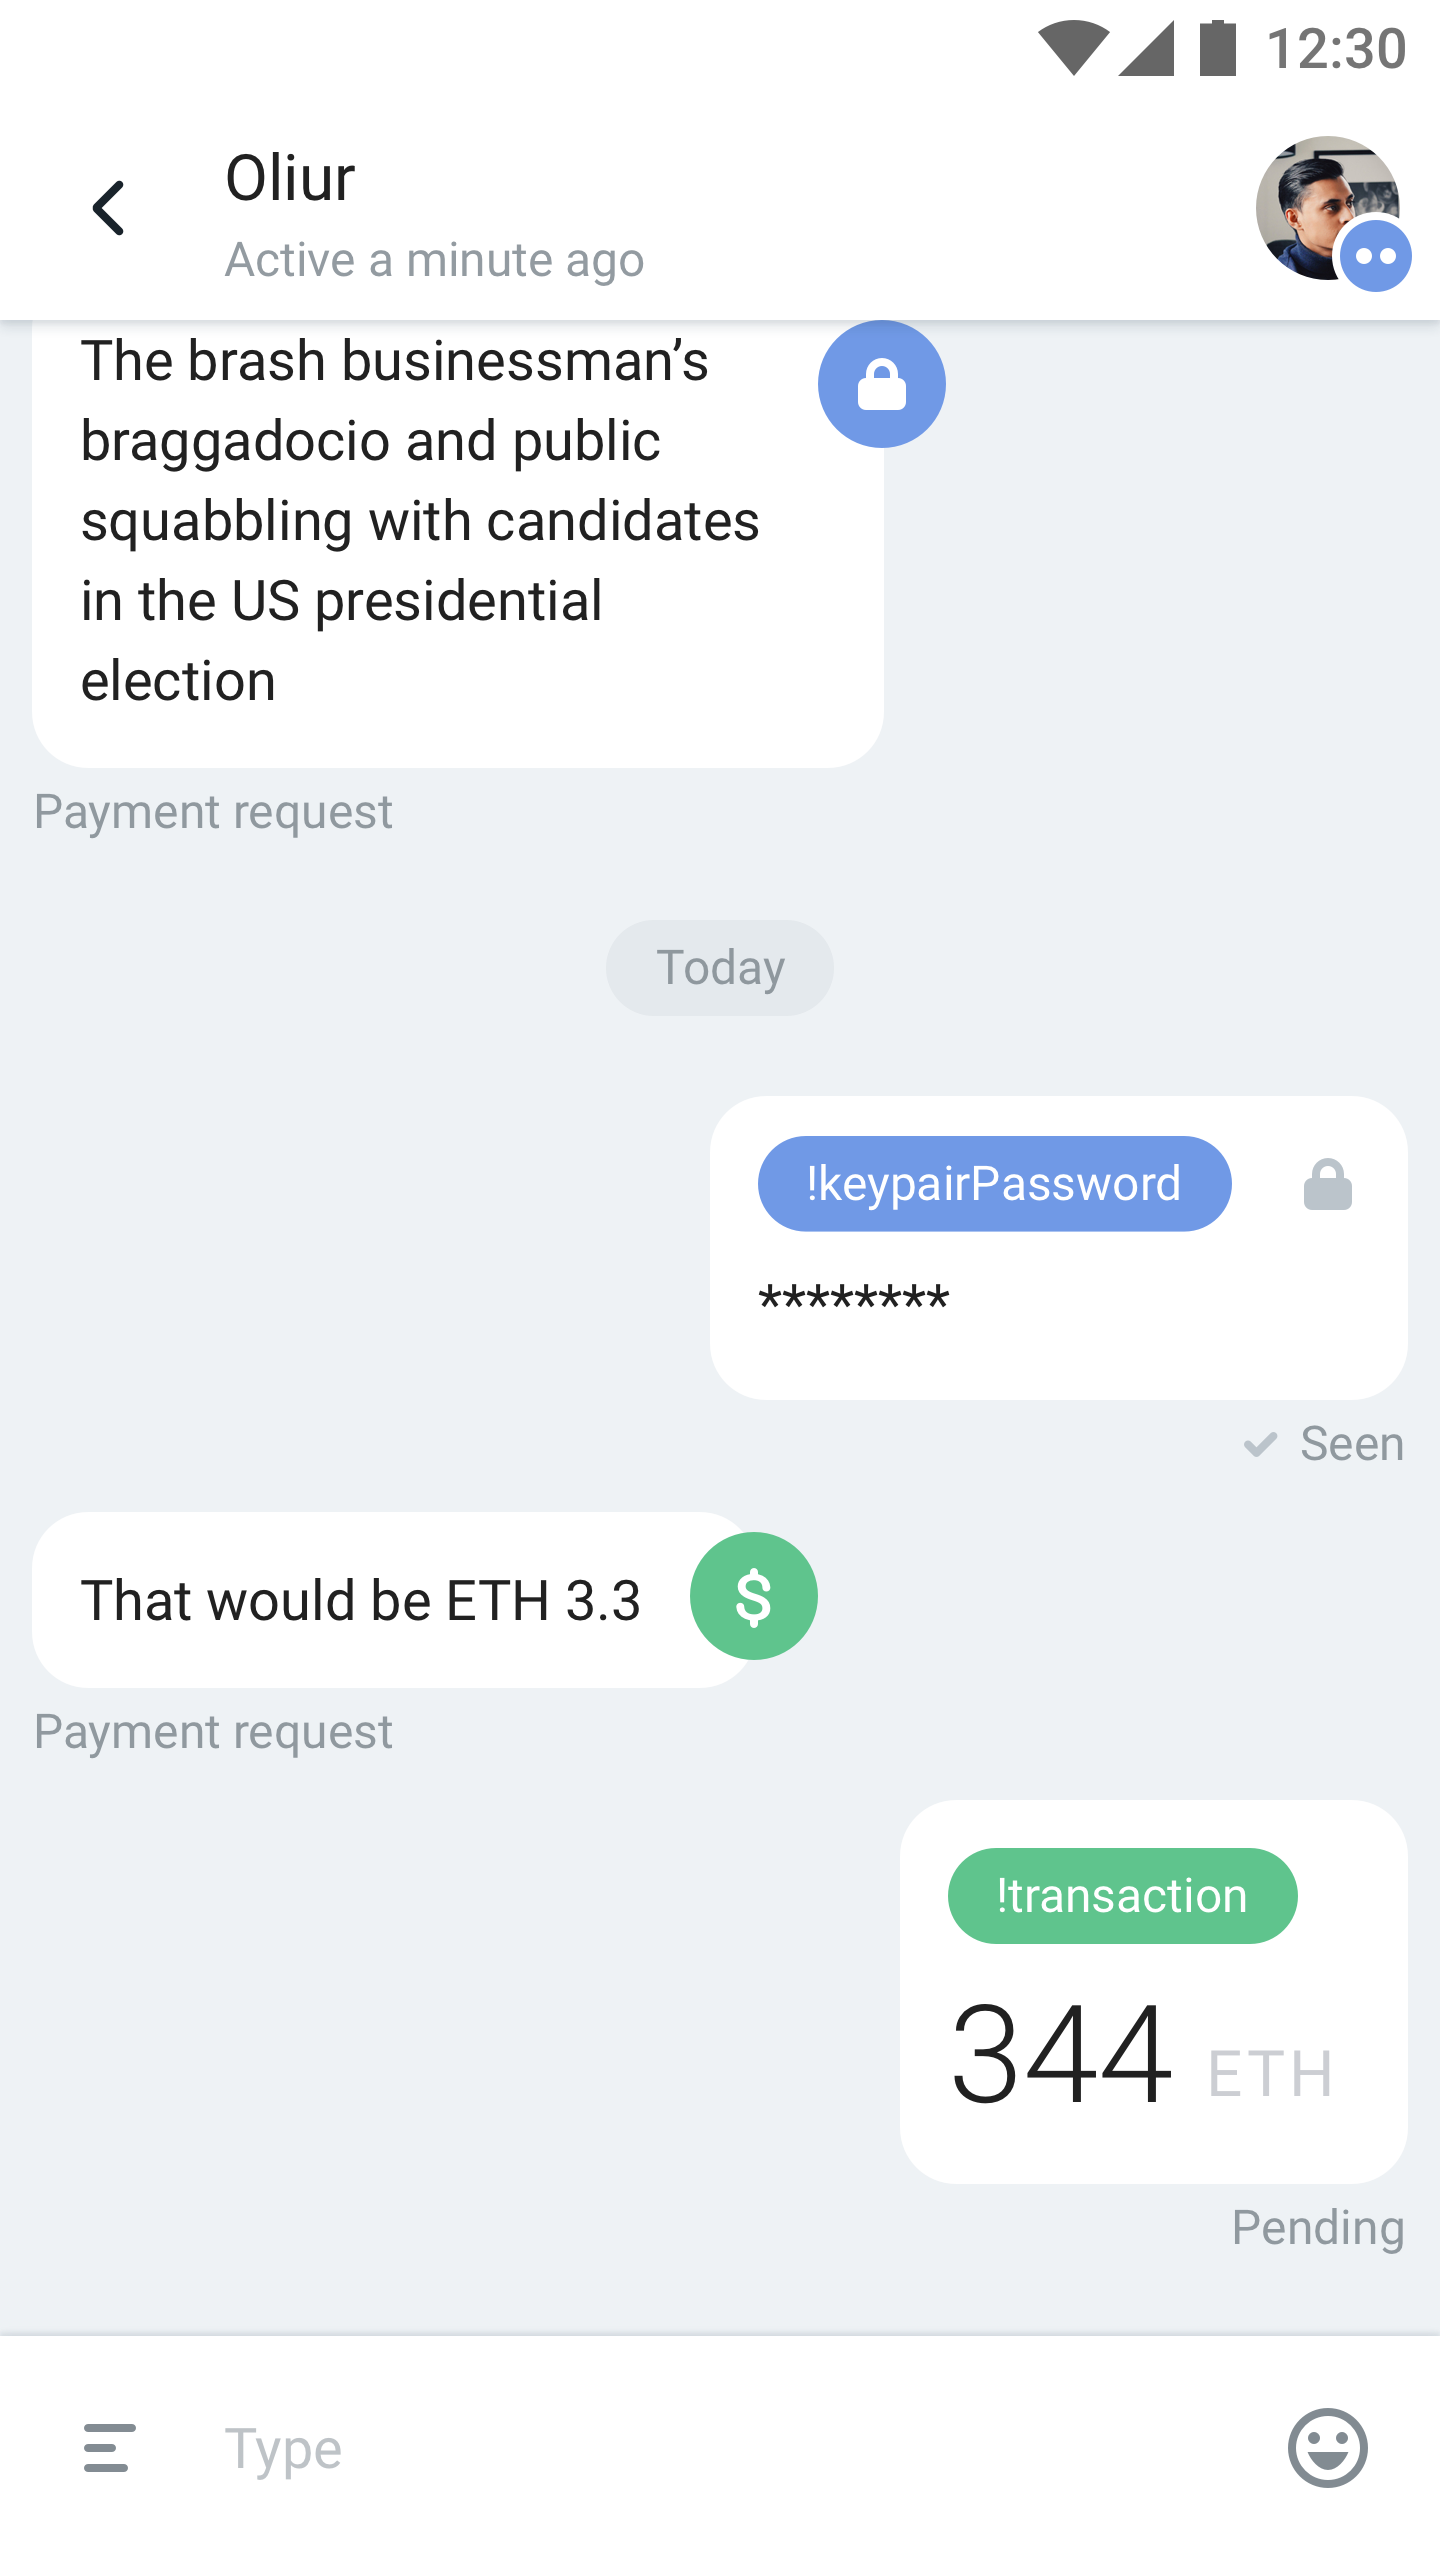 12:30
Oliur
Active a minute ago
The brash businessman’s
braggadocio and public
squabbling with candidates
in the US presidential
election
Payment request
Today
!keypairPassword
********
Seen
That would be ETH 3.3
$
Payment request
!transaction
344 ETH
Pending
Type